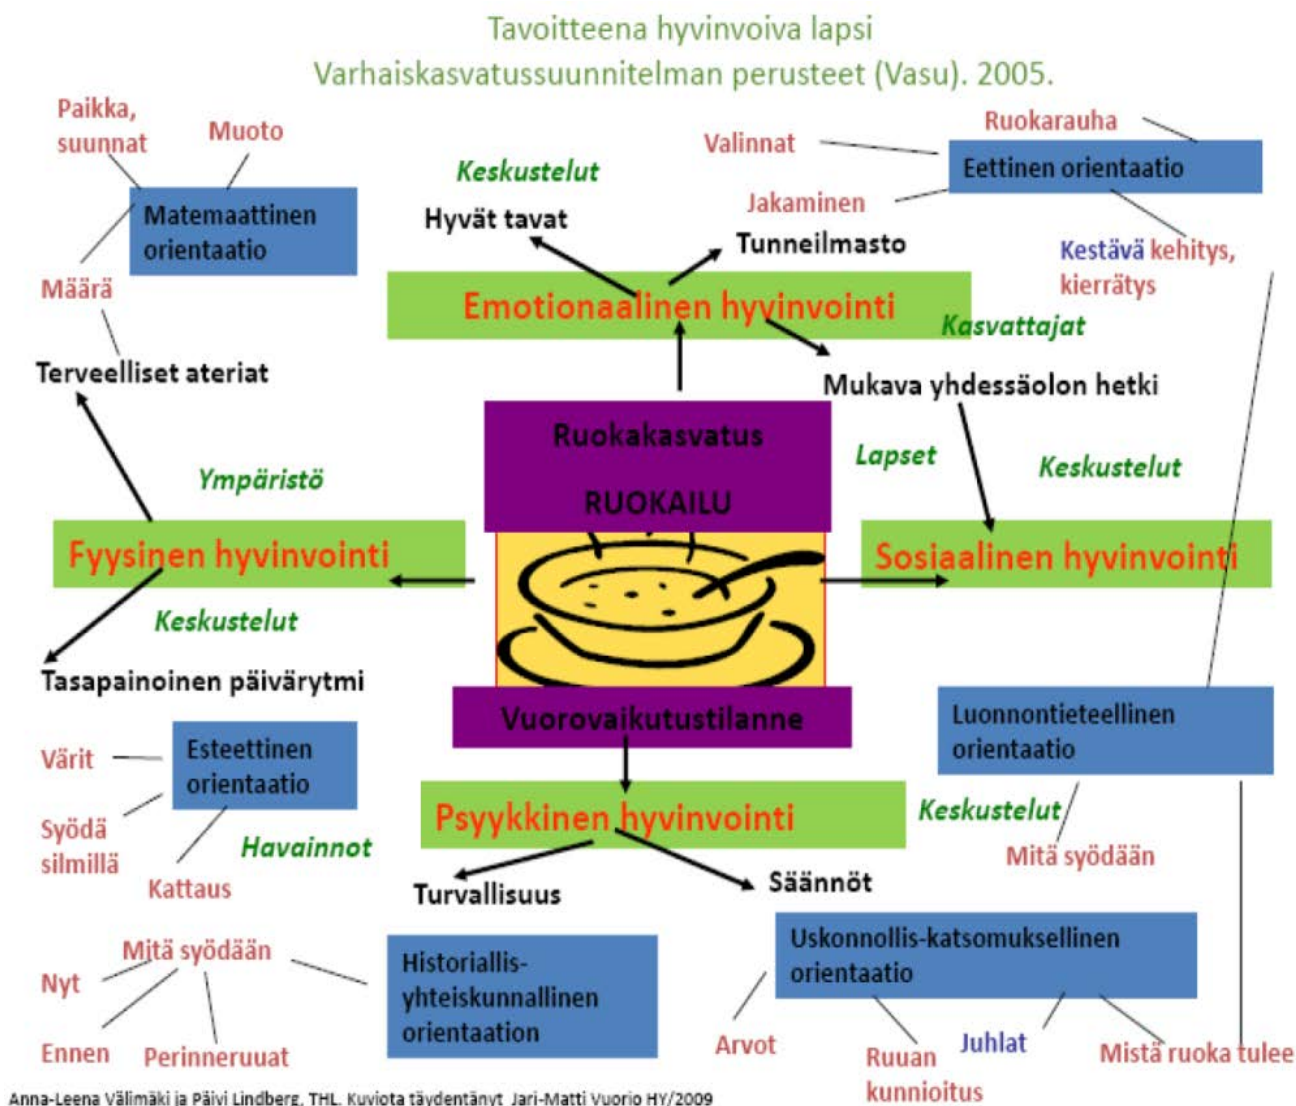 Tavoitteena hyvinvoiva lapsi
Varhaiskasvatussuunnitelman perusteet (Vasu). 2005.
Paikka,
suunnat
Muoto
Matemaattinen
orientaatio
Määrä
Terveelliset ateriat
Keskustelut
Hyvät tavat
Tunneilmasto
Valinnat
Jakaminen
Ruokarauha
Eettinen orientaatio
Kestävä kehitys,
kierrätys
Emotionaalinen hyvinvointi
Kasvattajat
Mukava yhdessäolon hetki
Ruokakasvatus
RUOKAILU
Lapset
Keskustelut
Ympäristö
Fyysinen hyvinvointi
Sosiaalinen hyvinvointi
Keskustelut
Tasapainoinen päivärytmi
Vuorovaikutustilanne
Luonnontieteellinen
orientaatio
Esteettinen
orientaatio
Värit
Syödä
silmillä
Kattaus
Havainnot
Psyykkinen hyvinvointi
Keskustelut
Mitä syödään
Turvallisuus
Säännöt
Mitä syödään
Nyt
Ennen
Perinneruuat
Historiallis-
yhteiskunnallinen
orientaation
Uskonnollis-katsomuksellinen
orientaatio
Arvot
Ruuan
kunnioitus
Juhlat
Mistä ruoka tulee
Anna-Leena Välimäki ja Päivi Lindberg, THL. Kuviota täydentänyt Jari-Matti Vuorio HY/2009